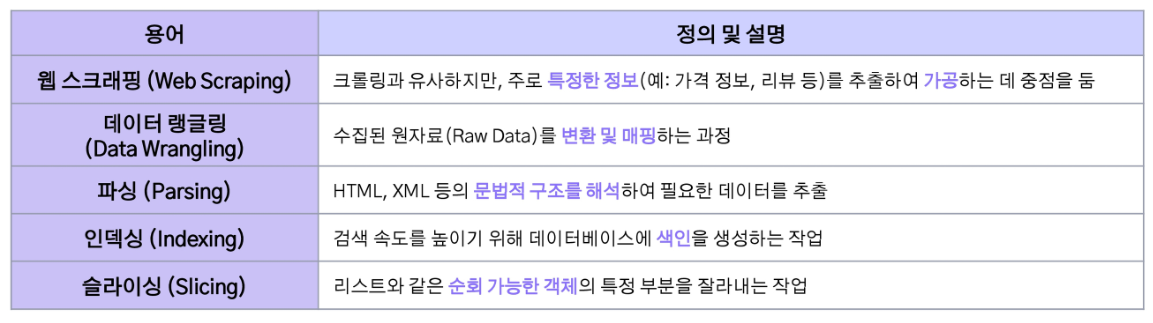 용어
정의 및 설명
웹 스크래핑 (Web Scraping)
크롤링과 유사하지만, 주로 특정한 정보(예: 가격 정보, 리뷰 등)를 추출하여 가공하는 데 중점을 둠
데이터 랭글링
(Data Wrangling)
수집된 원자료(Raw Data)를 변환 및 매핑하는 과정
파싱 (Parsing)
HTML, XML 등의 문법적 구조를 해석하여 필요한 데이터를 추출
인덱싱 (Indexing)
검색 속도를 높이기 위해 데이터베이스에 색인을 생성하는 작업
슬라이싱 (Slicing)
리스트와 같은 순회 가능한 객체의 특정 부분을 잘라내는 작업